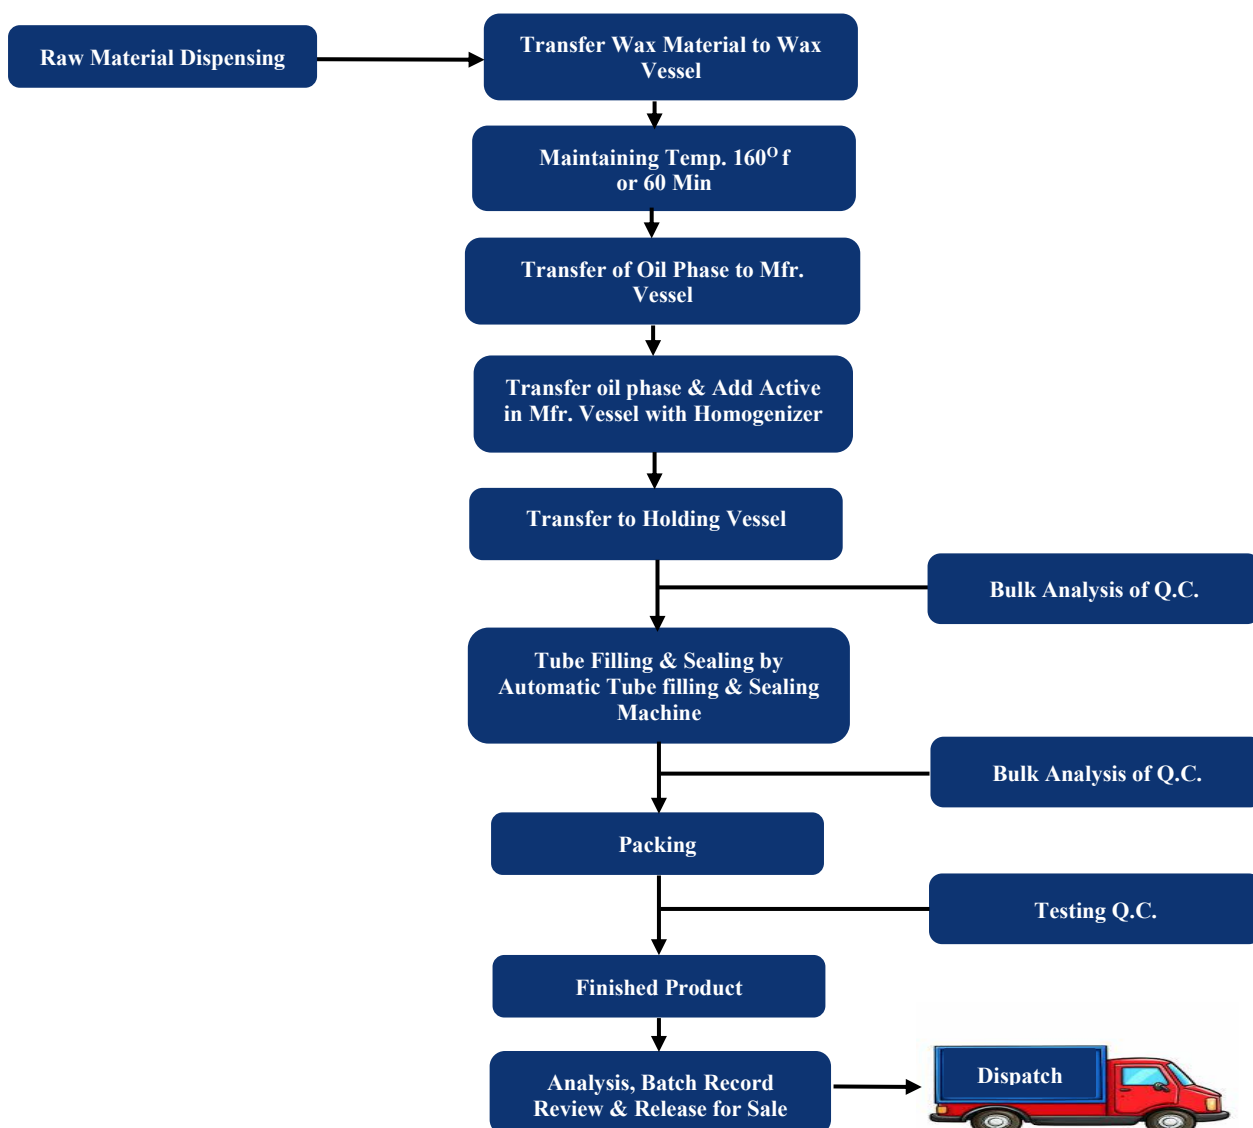 Raw Material Dispensing
Transfer Wax Material to Wax
Vessel
Maintaining Temp. 160ᴼ f
or 60 Min
Transfer of Oil Phase to Mfr.
Vessel
Transfer oil phase & Add Active
in Mfr. Vessel with Homogenizer
Transfer to Holding Vessel
Bulk Analysis of Q.C.
Tube Filling & Sealing by
Automatic Tube filling & Sealing
Machine
Bulk Analysis of Q.C.
Packing
Testing Q.C.
Finished Product
Analysis, Batch Record
Review & Release for Sale
Dispatch